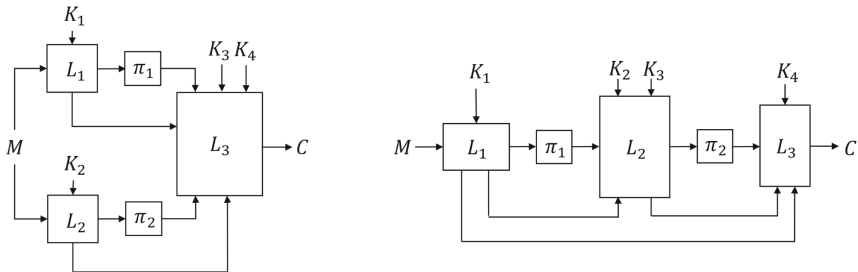 K₁
L₁ π₁ K₃ K₄
M L₃ C
K₂
L₂ π₂
K₁ K₂ K₃ K₄
M L₁ π₁ L₂ π₂ L₃ C